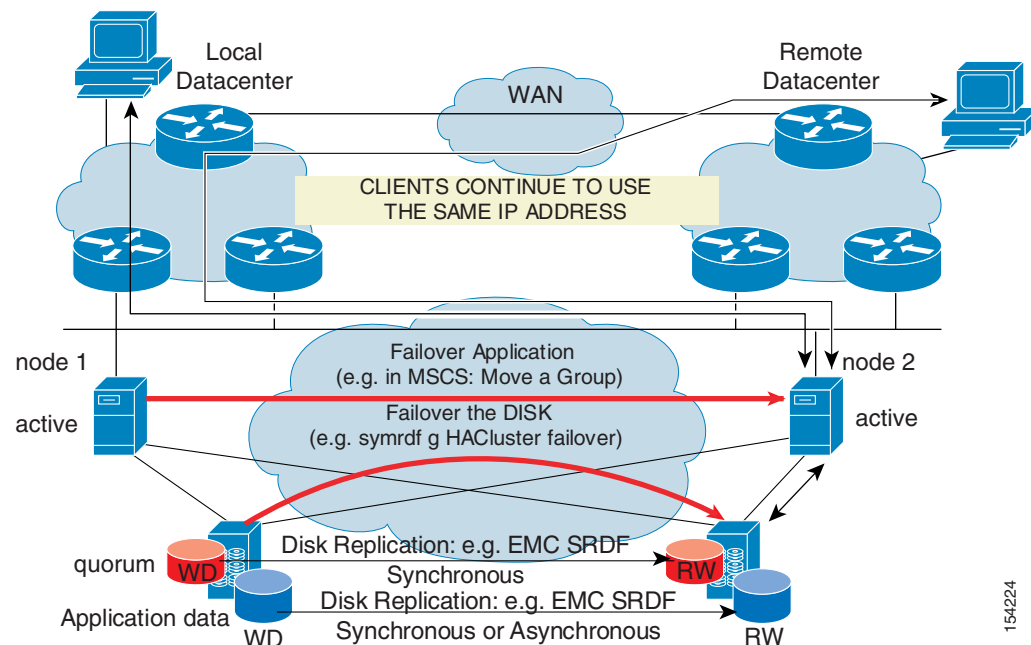 Local
Datacenter
Remote
Datacenter
WAN
CLIENTS CONTINUE TO USE
THE SAME IP ADDRESS
node 1
Failover Application
(e.g. in MSCS: Move a Group)
node 2
active
Failover the DISK
(e.g. symrdf g HACluster failover)
active
quorum
WD
Disk Replication: e.g. EMC SRDF
Synchronous
RW
Application data
WD
Disk Replication: e.g. EMC SRDF
Synchronous or Asynchronous
RW
154224